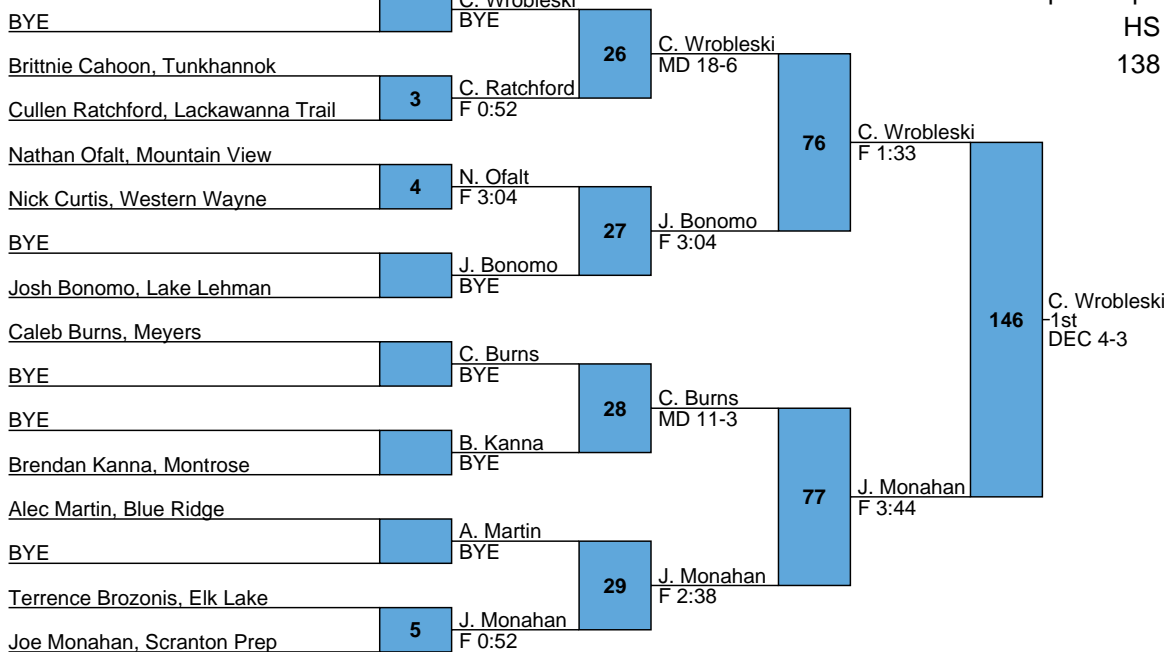 C. Wrobleski
BYE
BYE
HS
138
Brittnie Cahoon, Tunkhannok
Cullen Ratchford, Lackawanna Trail
3
C. Ratchford
F 0:52
26
C. Wrobleski
MD 18-6
Nathan Ofalt, Mountain View
Nick Curtis, Western Wayne
4
N. Ofalt
F 3:04
BYE
Josh Bonomo, Lake Lehman
J. Bonomo
BYE
27
J. Bonomo
F 3:04
76
C. Wrobleski
F 1:33
Caleb Burns, Meyers
BYE
C. Burns
BYE
BYE
Brendan Kanna, Montrose
B. Kanna
BYE
28
C. Burns
MD 11-3
Alec Martin, Blue Ridge
BYE
A. Martin
BYE
Terrence Brozonis, Elk Lake
Joe Monahan, Scranton Prep
5
J. Monahan
F 0:52
29
J. Monahan
F 2:38
77
J. Monahan
F 3:44
146
C. Wrobleski
1st
DEC 4-3